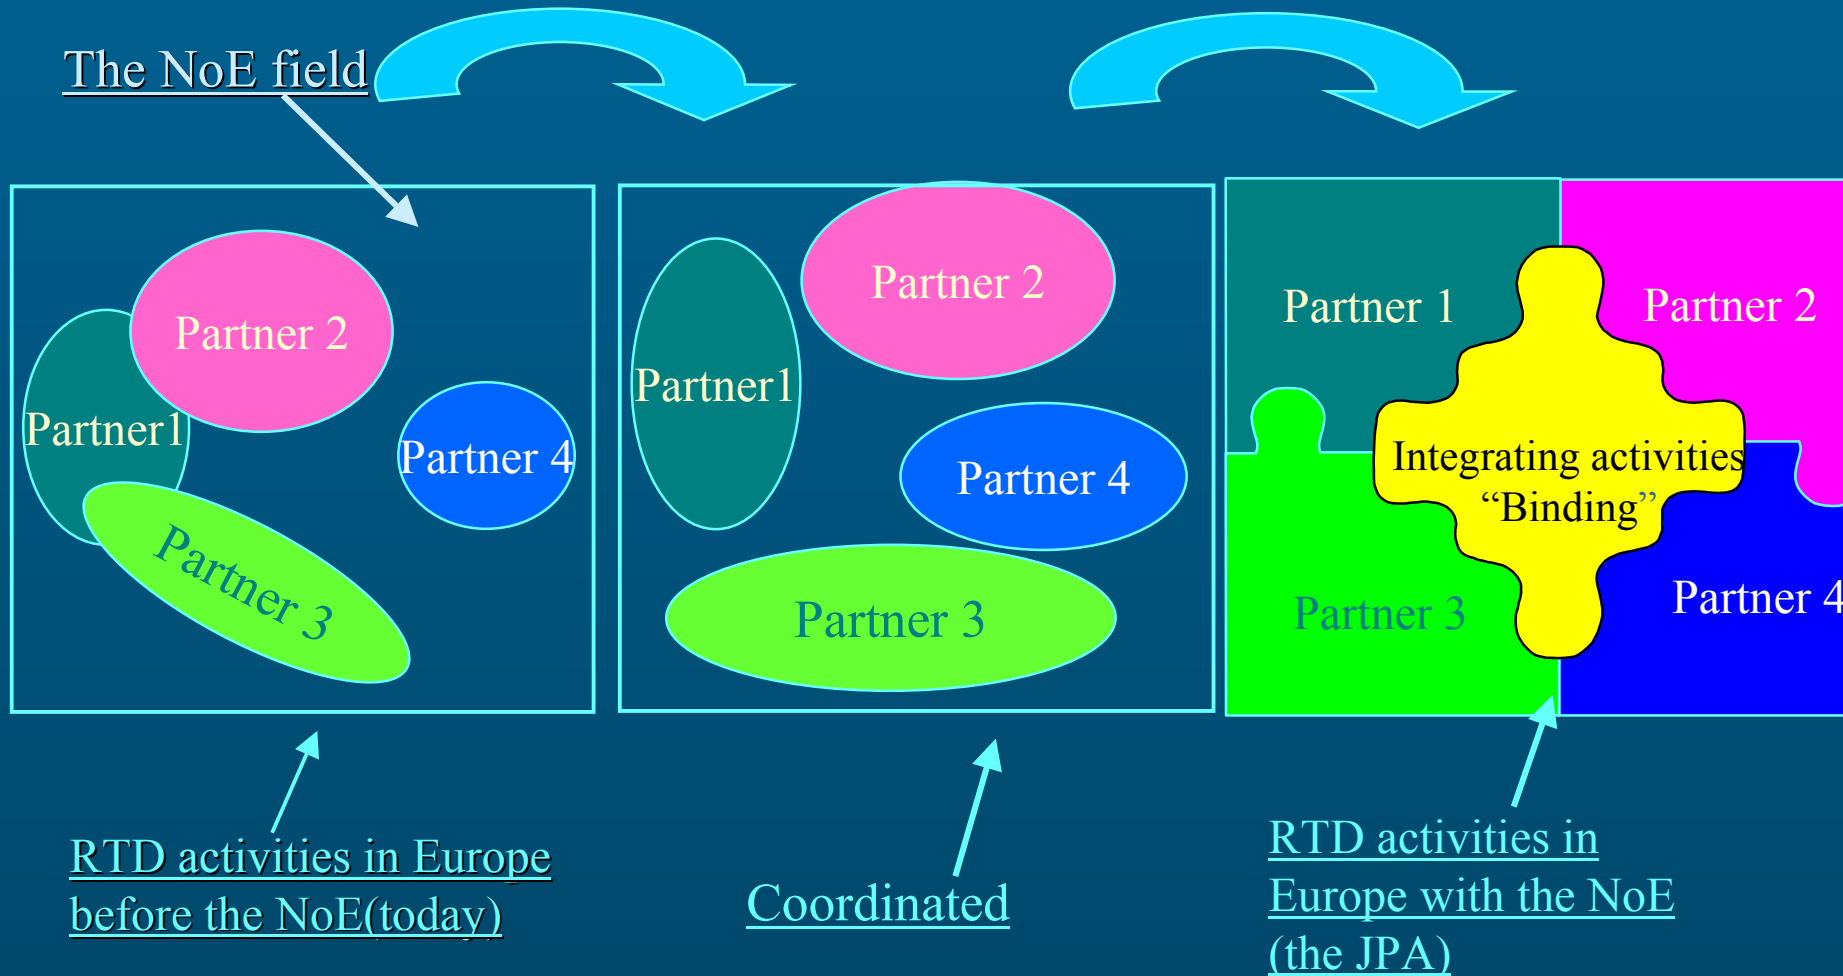 The NoE field
Partner 2
Partner1
Partner 4
Partner 3
Partner 2
Partner1
Partner 4
Partner 3
Partner 1
Partner 2
Integrating activities
“Binding”
Partner 3
Partner 4
RTD activities in Europe
before the NoE(today)
Coordinated
RTD activities in
Europe with the NoE
(the JPA)